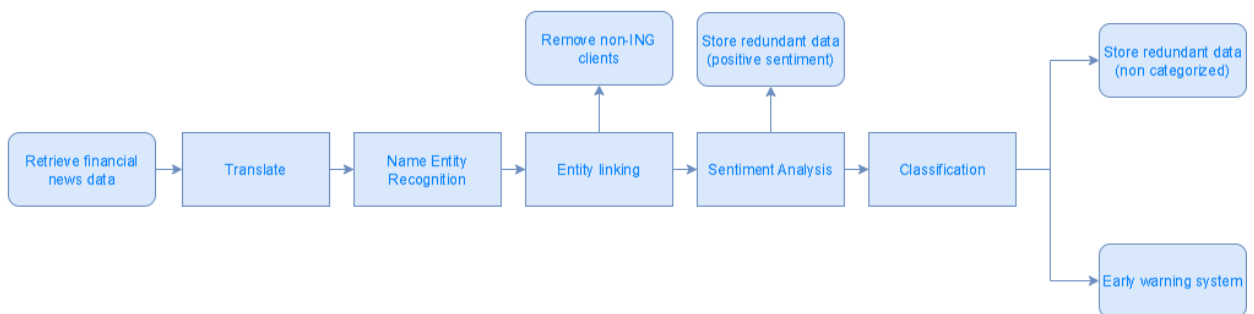 Remove non-ING
clients
Store redundant data
(positive sentiment)
Store redundant data
(non categorized)
Retrieve financial
news data
Translate
Name Entity
Recognition
Entity linking
Sentiment Analysis
Classification
Early warning system